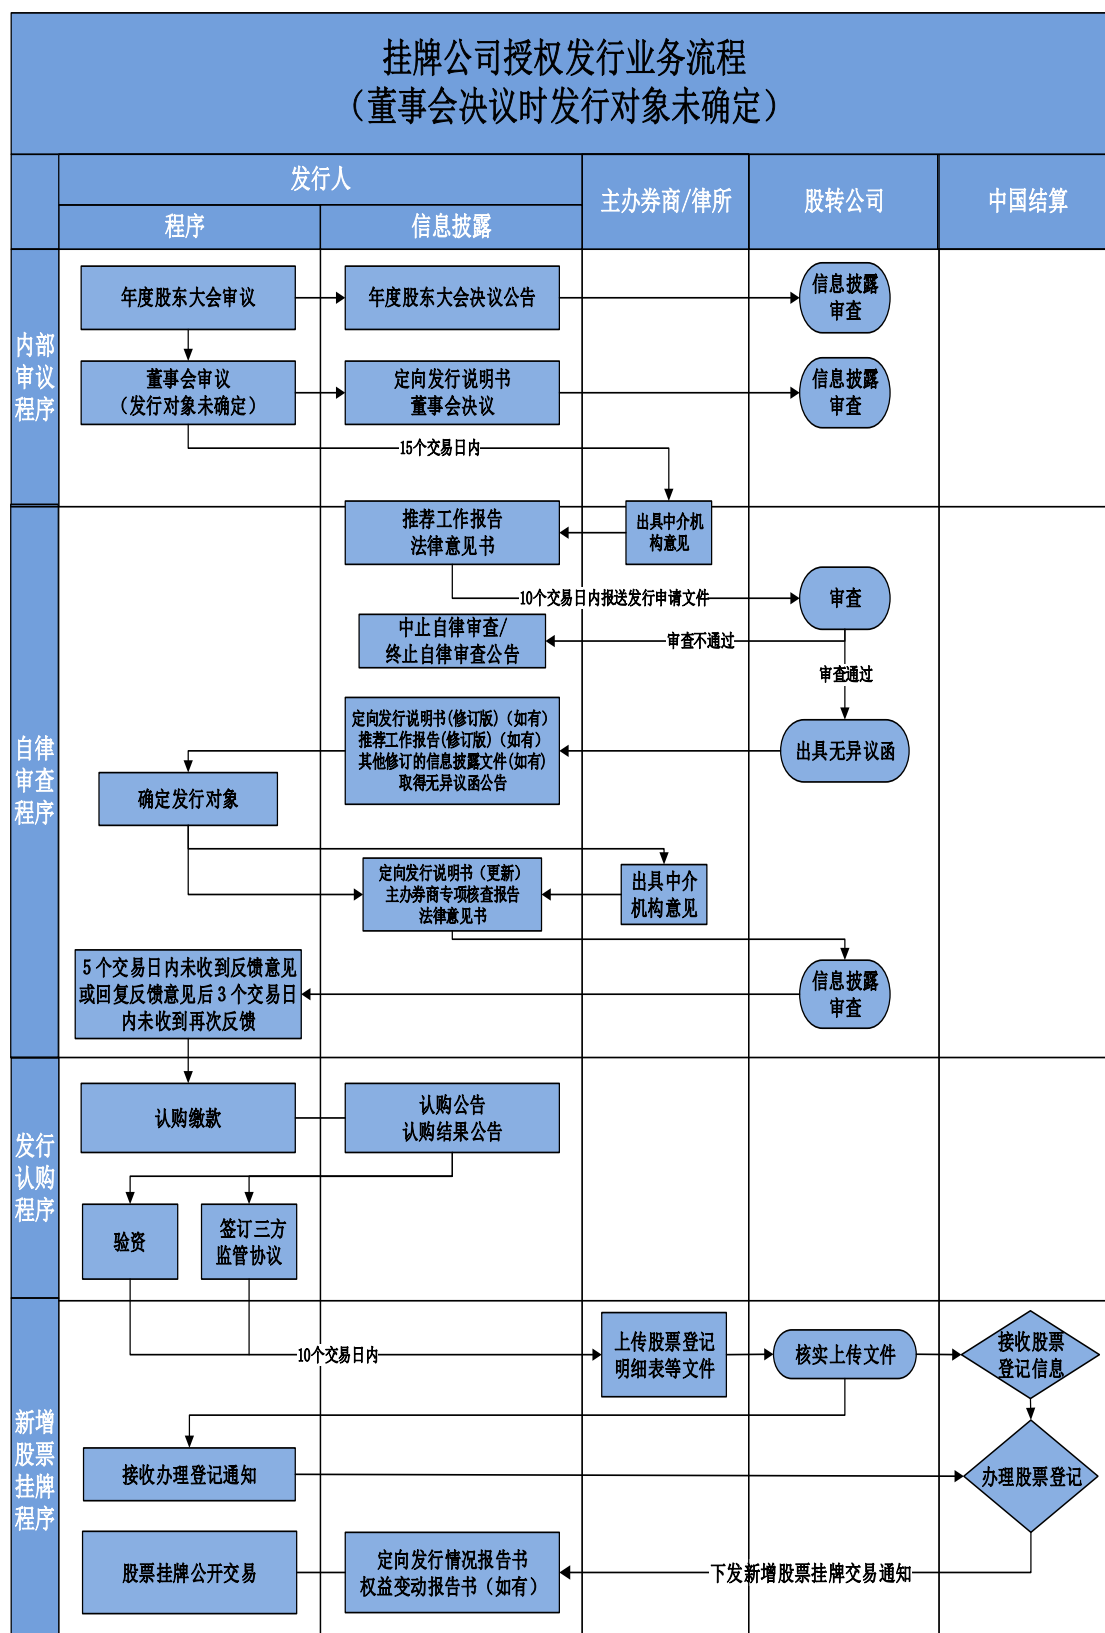 挂牌公司授权发行业务流程
（董事会决议时发行对象未确定）
发行人
主办券商/律所
股转公司
中国结算
程序
信息披露
内部
审议
程序
年度股东大会审议
年度股东大会决议公告
信息披露
审查
董事会审议
（发行对象未确定）
定向发行说明书
董事会决议
信息披露
审查
15个交易日内
自律
审查
程序
推荐工作报告
法律意见书
出具中介机
构意见
10个交易日内报送发行申请文件
审查
中止自律审查/
终止自律审查公告
审查不通过
审查通过
定向发行说明书(修订版)（如有）
推荐工作报告(修订版)（如有）
其他修订的信息披露文件(如有)
取得无异议函公告
出具无异议函
确定发行对象
定向发行说明书（更新）
主办券商专项核查报告
法律意见书
出具中介
机构意见
5个交易日内未收到反馈意见
或回复反馈意见后3个交易日
内未收到再次反馈
信息披露
审查
发行
认购
程序
认购缴款
认购公告
认购结果公告
验资
签订三方
监管协议
新增
股票
挂牌
程序
10个交易日内
上传股票登记
明细表等文件
核实上传文件
接收股票
登记信息
接收办理登记通知
办理股票登记
股票挂牌公开交易
定向发行情况报告书
权益变动报告书（如有）
下发新增股票挂牌交易通知